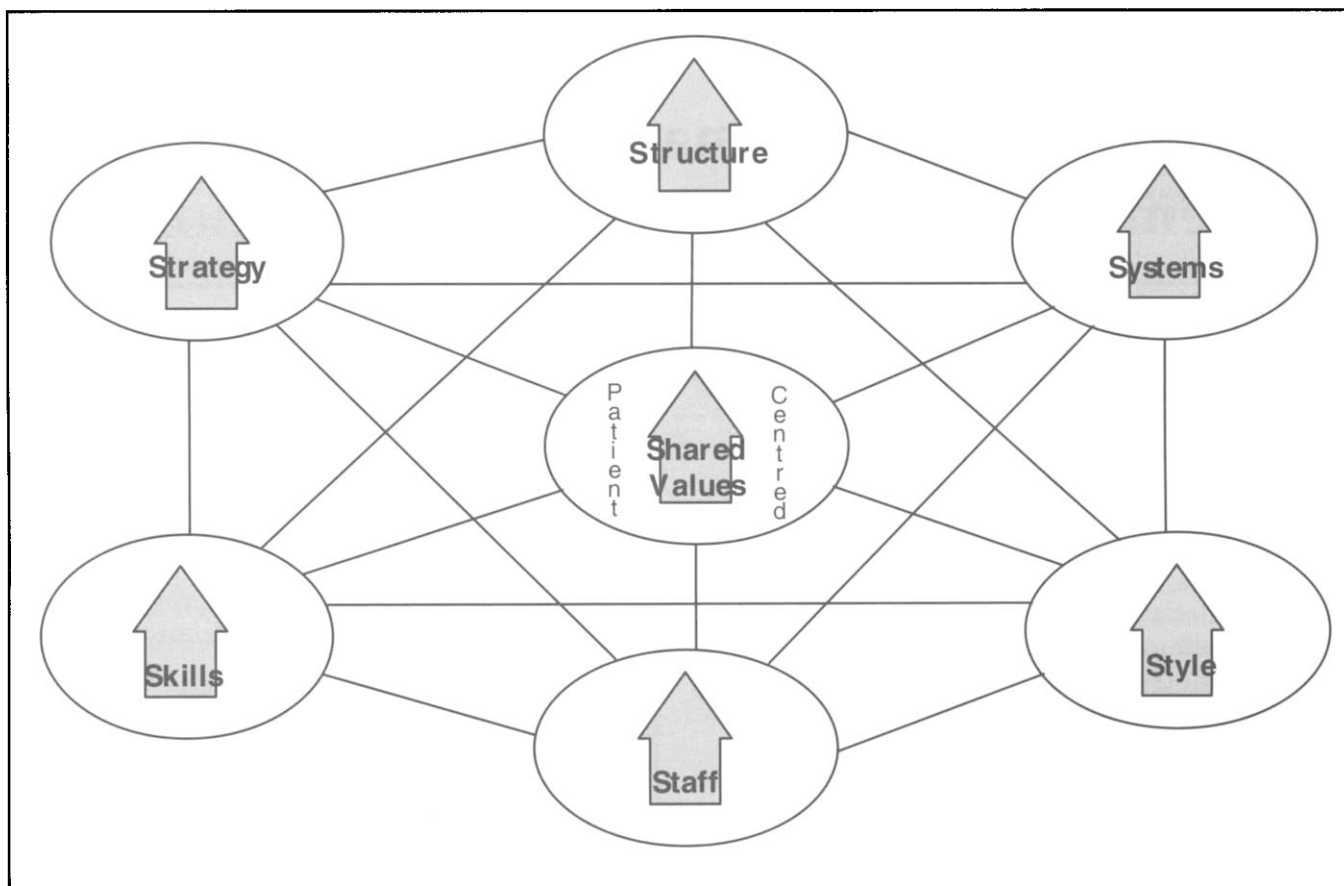 Structure
Strategy
Systems
Patient
Shared
Values
Centred
Skills
Style
Staff